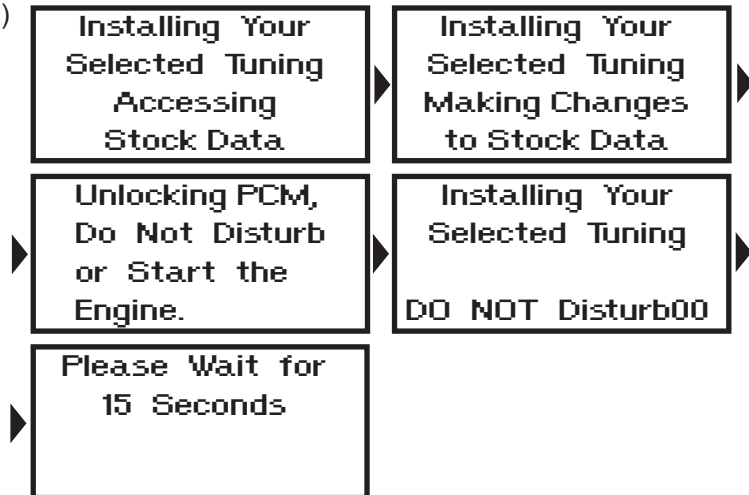 )
Installing Your
Selected Tuning
Accessing
Stock Data
Installing Your
Selected Tuning
Making Changes
to Stock Data
Unlocking PCM,
Do Not Disturb
or Start the
Engine.
Installing Your
Selected Tuning
DO NOT Disturb00
Please Wait for
15 Seconds